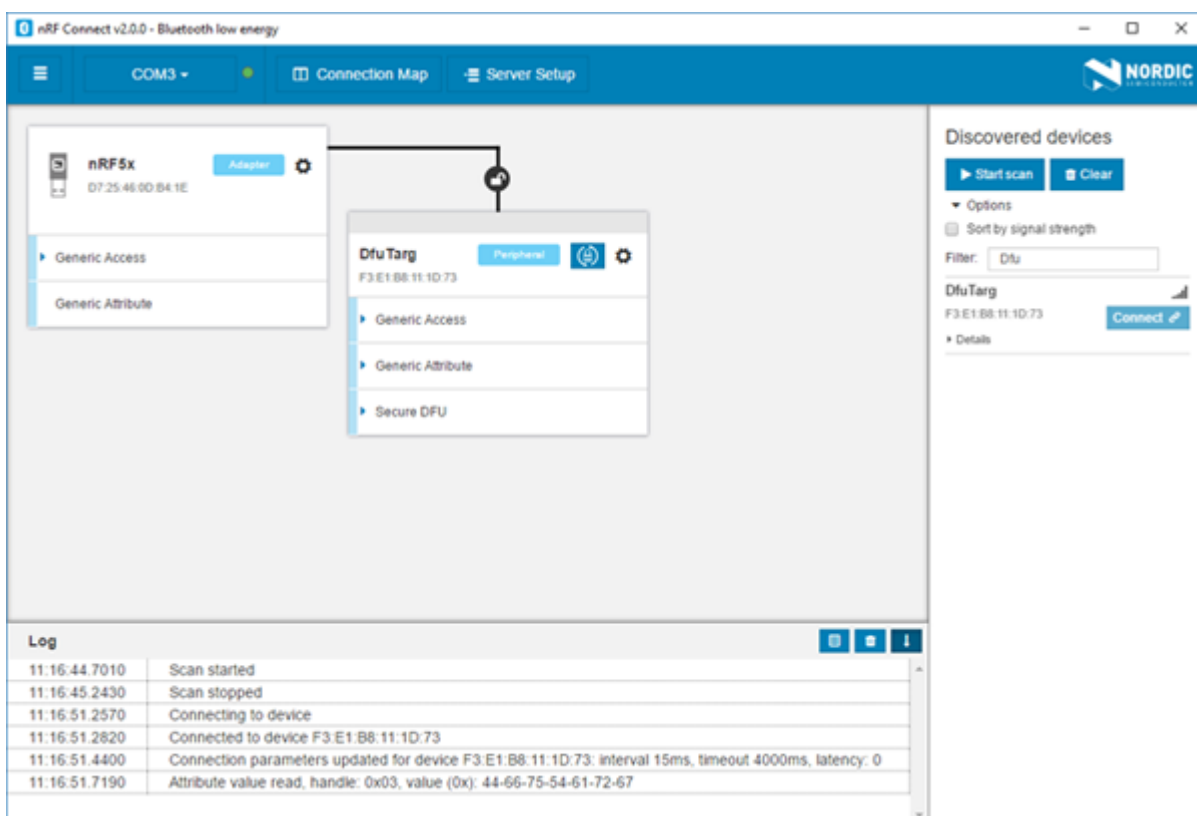 nRF Connect v2.0.0 - Bluetooth low energy
COM3
Connection Map
Server Setup
NORDIC
SEMICONDUCTOR
nRF5x
Adapter
D7:25:46:0D:B4:1E
Generic Access
Generic Attribute
DfuTarg
Peripheral
F3:E1:B8:11:1D:73
Generic Access
Generic Attribute
Secure DFU
Discovered devices
Start scan
Clear
Options
Sort by signal strength
Filter: Dfu
DfuTarg
F3:E1:B8:11:1D:73
Connect
Details
Log
11:16:44.7010 Scan started
11:16:45.2430 Scan stopped
11:16:51.2570 Connecting to device
11:16:51.2820 Connected to device F3:E1:B8:11:1D:73
11:16:51.4400 Connection parameters updated for device F3:E1:B8:11:1D:73: interval 15ms, timeout 4000ms, latency: 0
11:16:51.7190 Attribute value read, handle: 0x03, value (0x): 44-66-75-54-61-72-67